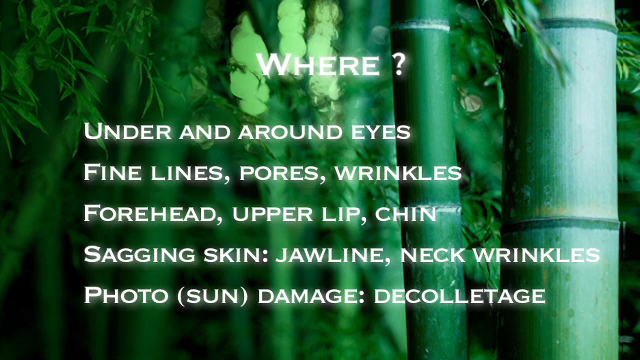 Where ?
Under and around eyes
Fine lines, pores, wrinkles
Forehead, upper lip, chin
Sagging skin: jawline, neck wrinkles
Photo (sun) damage: decolletage